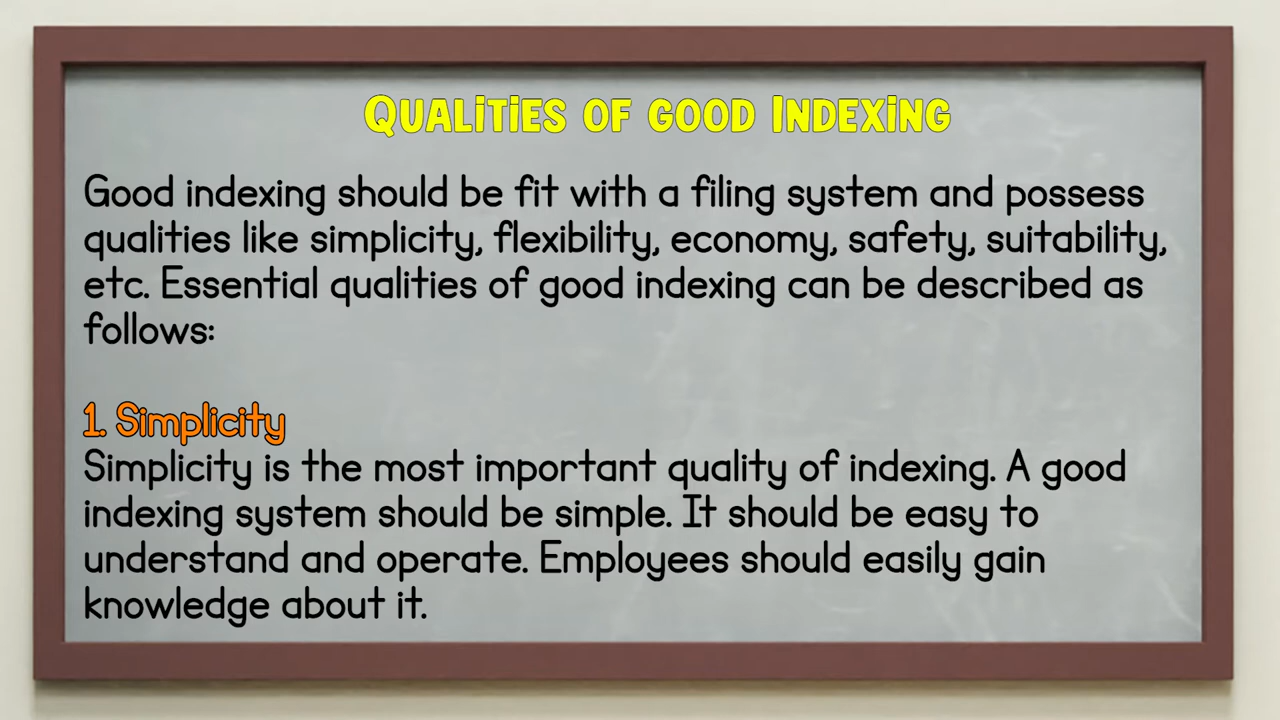 Qualities of good Indexing
Good indexing should be fit with a filing system and possess
qualities like simplicity, flexibility, economy, safety, suitability,
etc. Essential qualities of good indexing can be described as
follows:
1. Simplicity
Simplicity is the most important quality of indexing. A good
indexing system should be simple. It should be easy to
understand and operate. Employees should easily gain
knowledge about it.